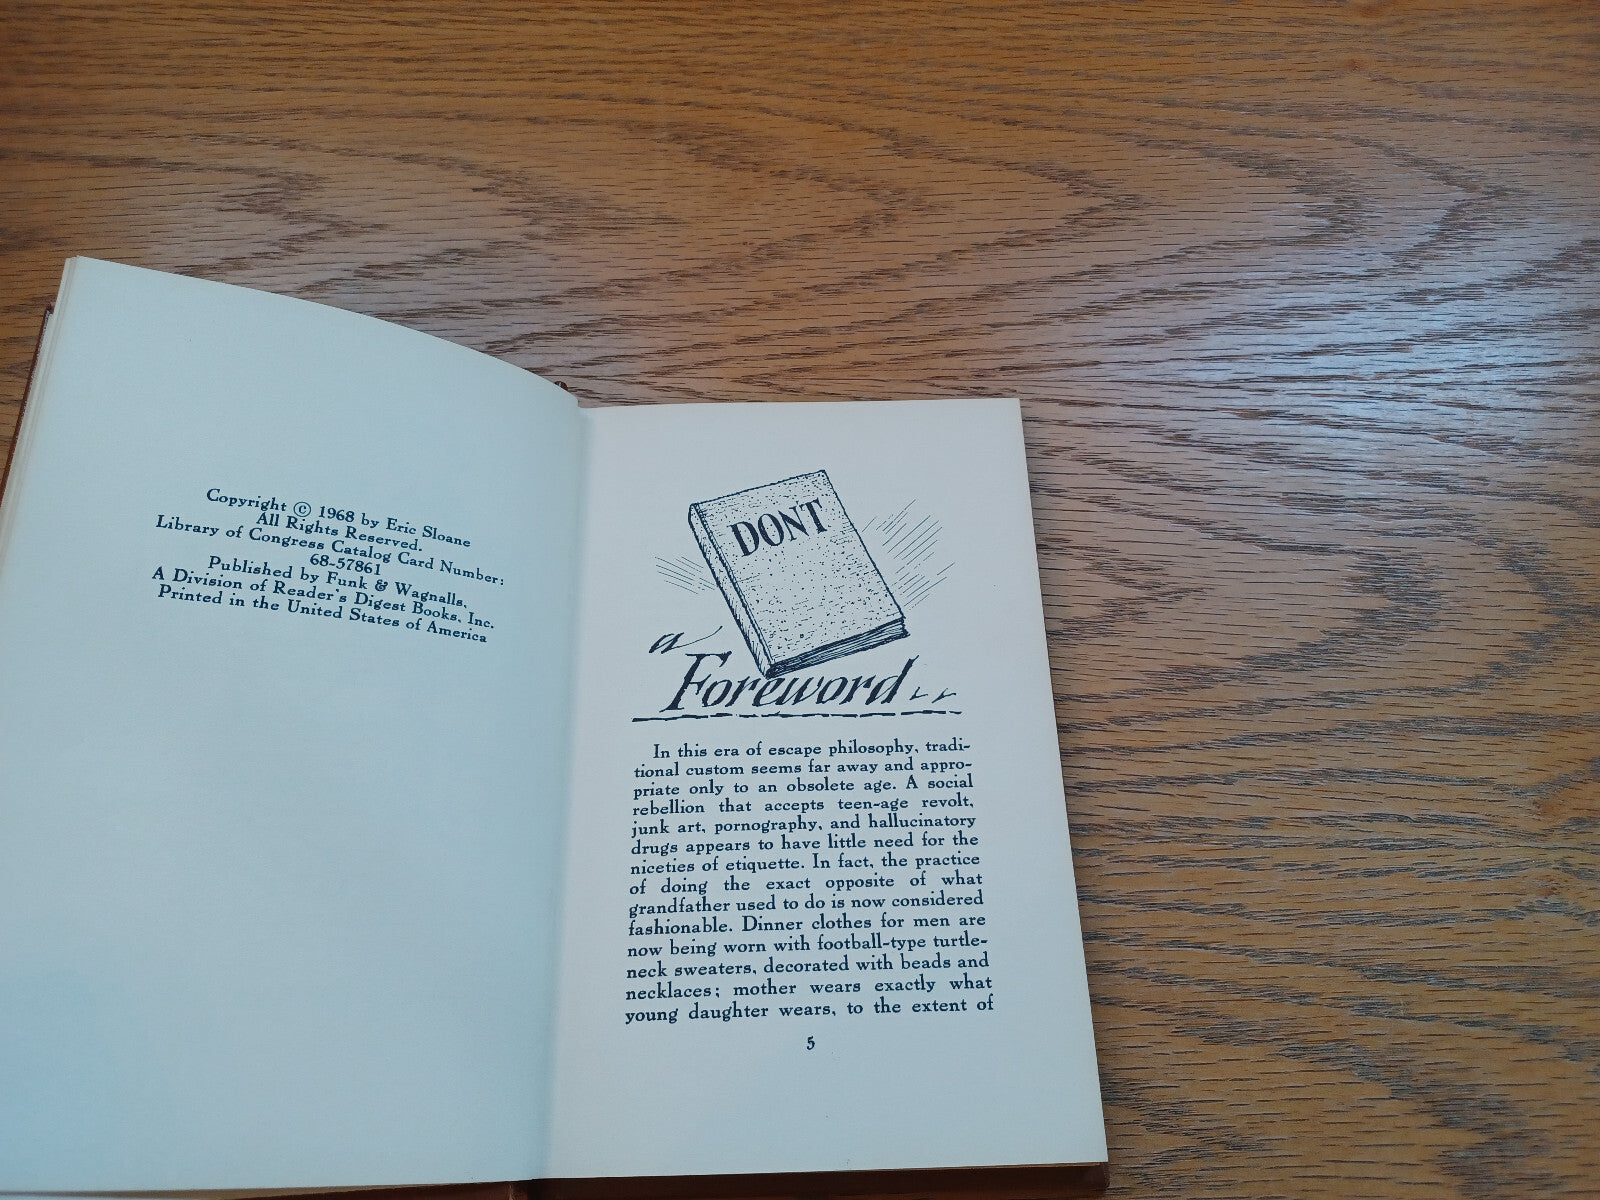 Copyright © 1968 by Eric Sloane
All Rights Reserved.
Library of Congress Catalog Card Number:
68-57861
Published by Funk & Wagnalls,
A Division of Reader's Digest Books, Inc.
Printed in the United States of America
DONT
a
Foreword
In this era of escape philosophy, tradi-
tional custom seems far away and appro-
priate only to an obsolete age. A social
rebellion that accepts teen-age revolt,
junk art, pornography, and hallucinatory
drugs appears to have little need for the
niceties of etiquette. In fact, the practice
of doing the exact opposite of what
grandfather used to do is now considered
fashionable. Dinner clothes for men are
now being worn with football-type turtle-
neck sweaters, decorated with beads and
necklaces; mother wears exactly what
young daughter wears, to the extent of
5